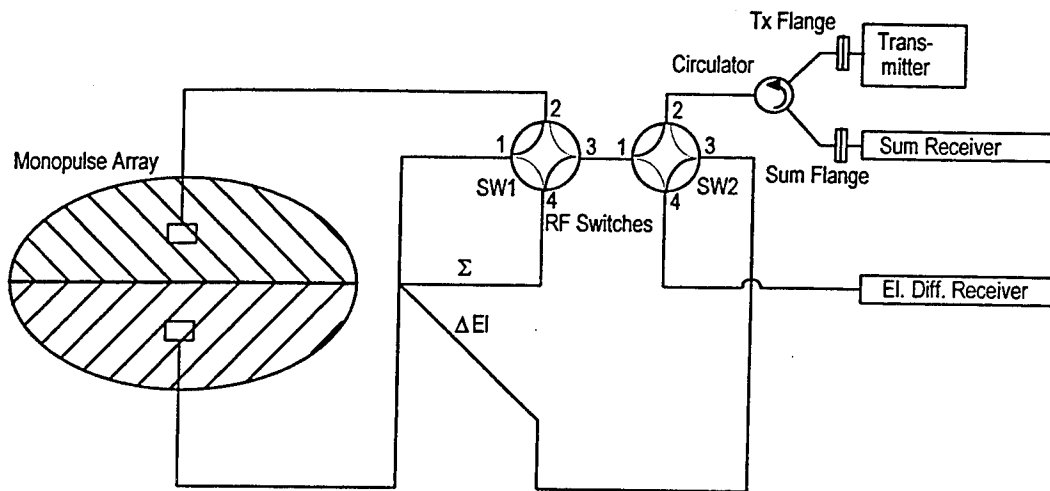 Tx Flange
Trans-
mitter
Circulator
2
2
1
3
1
3
Monopulse Array
SW1
SW2
Sum Receiver
4
4
Sum Flange
RF Switches
Σ
El. Diff. Receiver
Δ El